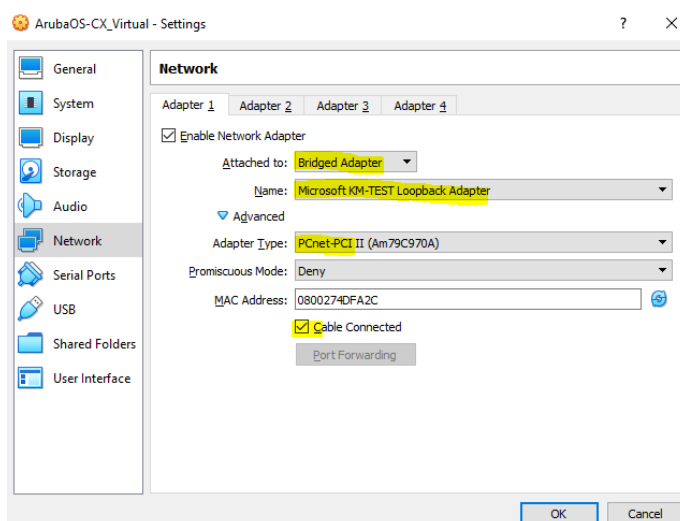 ArubaOS-CX_Virtual - Settings
?
General
System
Display
Storage
Audio
Network
Serial Ports
USB
Shared Folders
User Interface
Network
Adapter 1 Adapter 2 Adapter 3 Adapter 4
Enable Network Adapter
Attached to: Bridged Adapter
Name: Microsoft KM-TEST Loopback Adapter
Advanced
Adapter Type: PCnet-PCI II (Am79C970A)
Promiscuous Mode: Deny
MAC Address: 0800274DFA2C
Cable Connected
Port Forwarding
OK Cancel